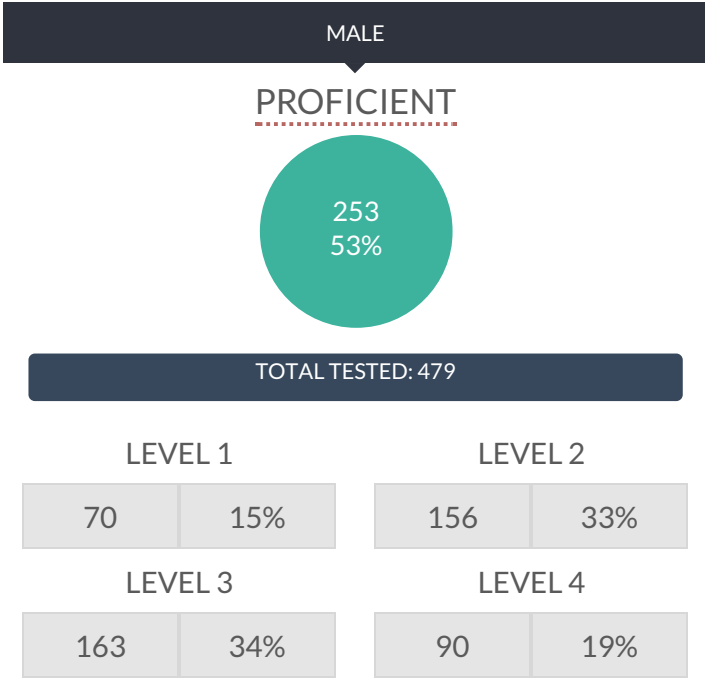 MALE
PROFICIENT
253
53%
TOTAL TESTED: 479
LEVEL 1 LEVEL 2
70 15% 156 33%
LEVEL 3 LEVEL 4
163 34% 90 19%